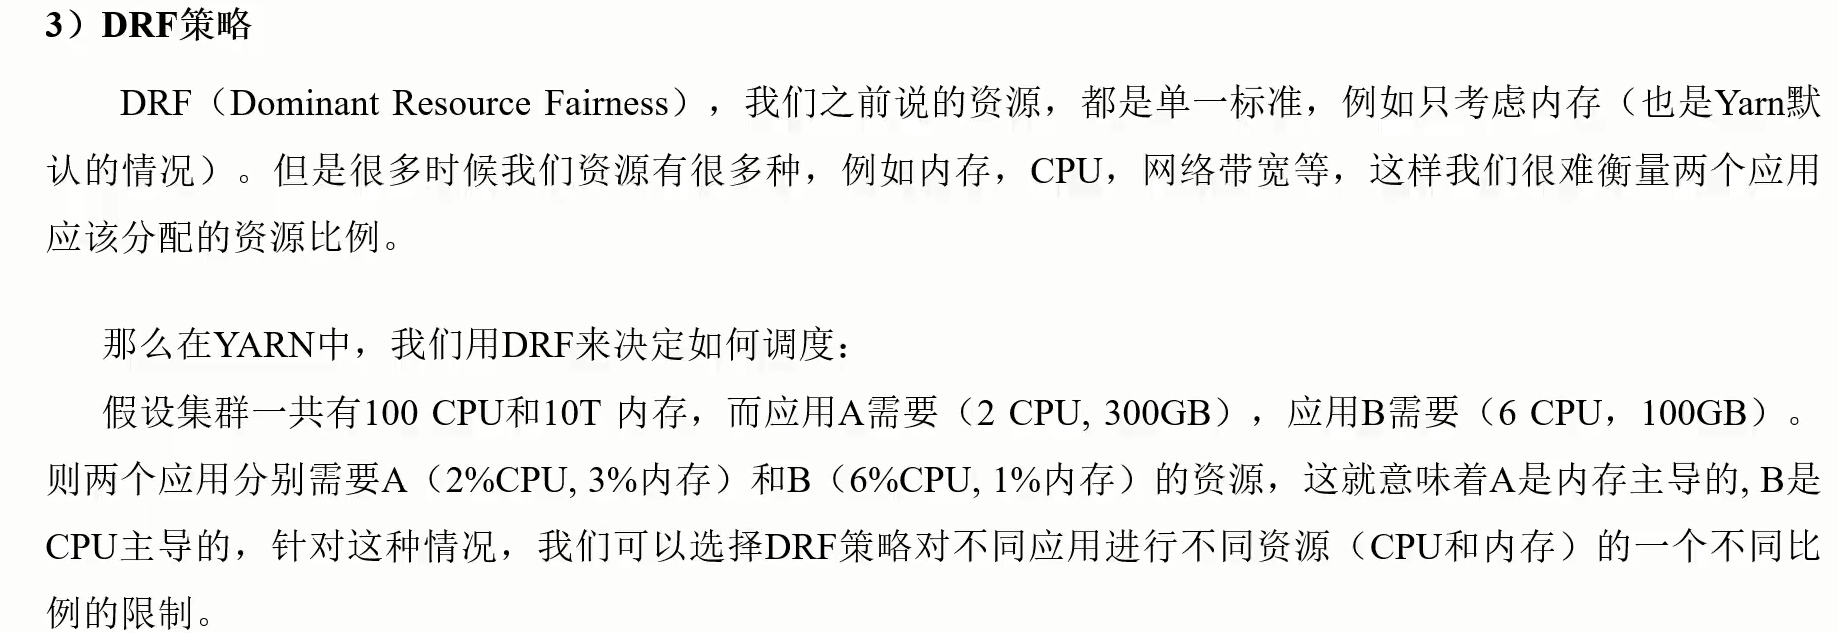 3）DRF策略
DRF（Dominant Resource Fairness），我们之前说的资源，都是单一标准，例如只考虑内存（也是Yarn默
认的情况）。但是很多时候我们资源有很多种，例如内存，CPU，网络带宽等，这样我们很难衡量两个应用
应该分配的资源比例。
那么在YARN中，我们用DRF来决定如何调度：
假设集群一共有100 CPU和10T 内存，而应用A需要（2 CPU, 300GB），应用B需要（6 CPU，100GB）。
则两个应用分别需要A（2%CPU, 3%内存）和B（6%CPU, 1%内存）的资源，这就意味着A是内存主导的, B是
CPU主导的，针对这种情况，我们可以选择DRF策略对不同应用进行不同资源（CPU和内存）的一个不同比
例的限制。